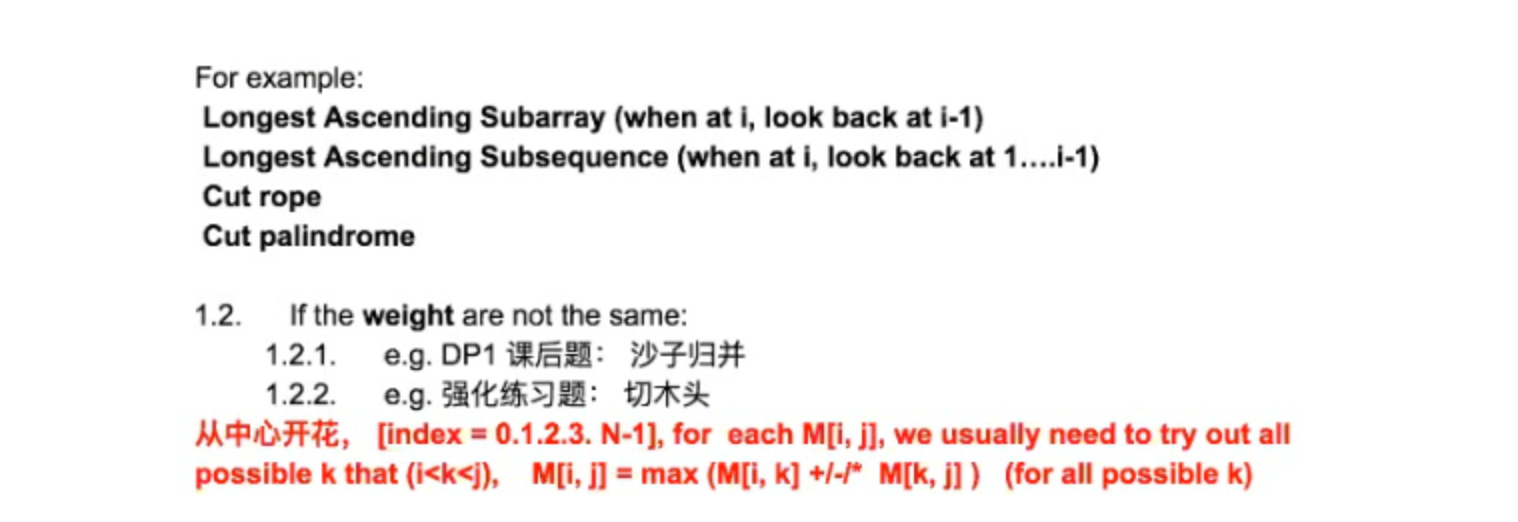 For example:
Longest Ascending Subarray (when at i, look back at i-1)
Longest Ascending Subsequence (when at i, look back at 1….i-1)
Cut rope
Cut palindrome
1.2. If the weight are not the same:
1.2.1. e.g. DP1 课后题： 沙子归并
1.2.2. e.g. 强化练习题： 切木头
从中心开花， [index = 0.1.2.3. N-1], for each M[i, j], we usually need to try out all
possible k that (i<k<j), M[i, j] = max (M[i, k] +/-/* M[k, j] ) (for all possible k)